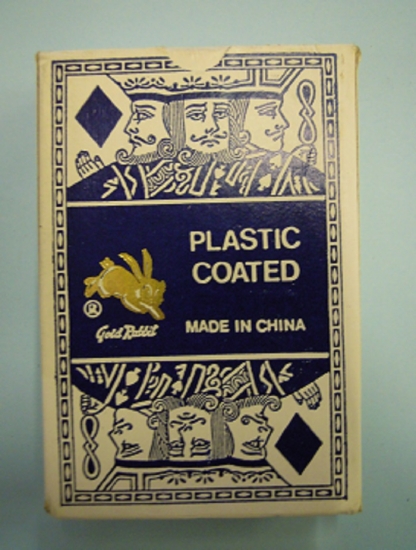 PLASTIC
COATED
®
Gold Rabbit
MADE IN CHINA